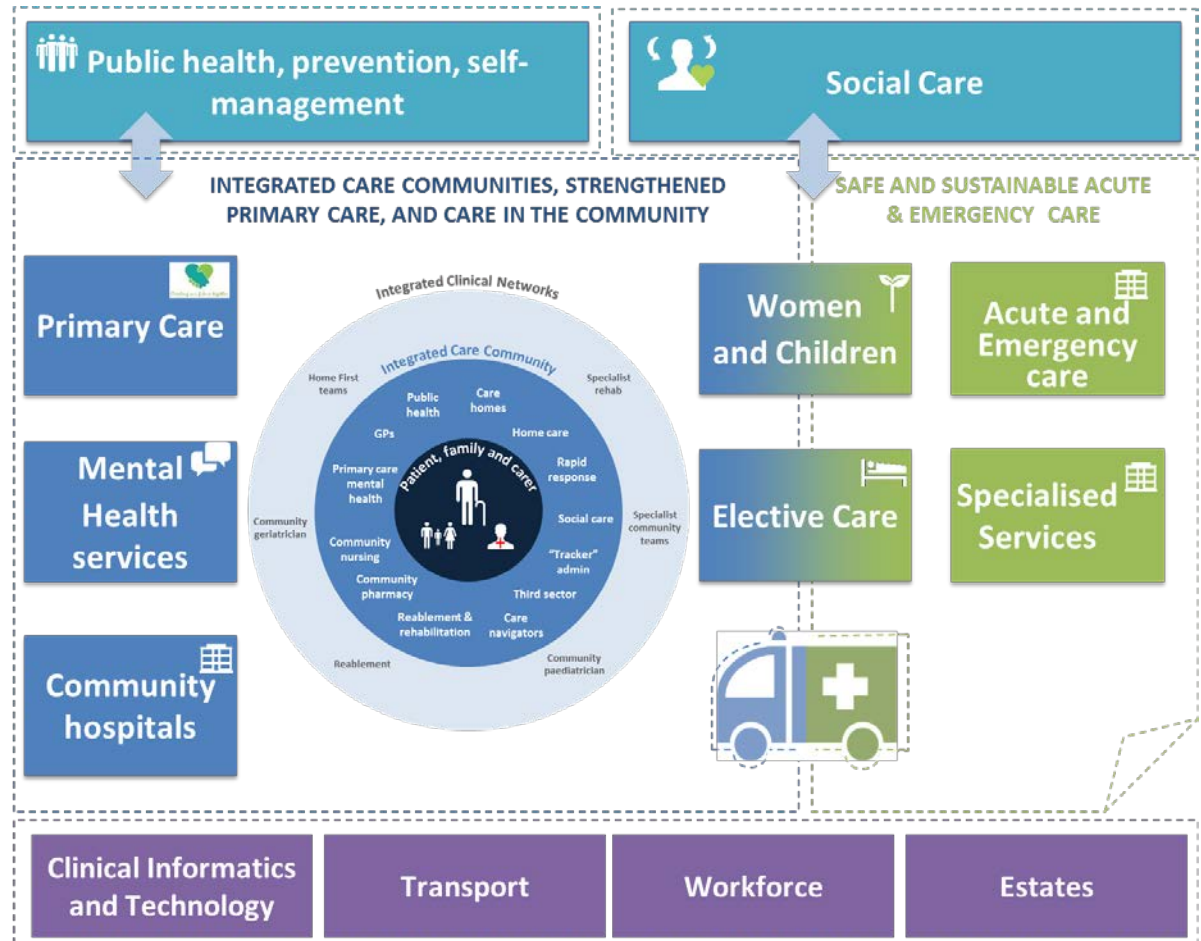 Public health, prevention, self-
management
Social Care
INTEGRATED CARE COMMUNITIES, STRENGTHENED
PRIMARY CARE, AND CARE IN THE COMMUNITY
SAFE AND SUSTAINABLE ACUTE
& EMERGENCY CARE
Primary Care
Mental
Health
services
Community
hospitals
Integrated Clinical Networks
Integrated Care Community
Home First
teams
Specialist
rehab
Public
health
Care
homes
GPs
Home care
Patient, family and carer
Primary care
mental
health
Rapid
response
Community
geriatrician
Social care
Specialist
community
teams
Community
nursing
"Tracker"
admin
Community
pharmacy
Third sector
Reablement &
rehabilitation
Care
navigators
Reablement
Community
paediatrician
Women
and Children
Acute and
Emergency
care
Elective Care
Specialised
Services
Clinical Informatics
and Technology
Transport
Workforce
Estates